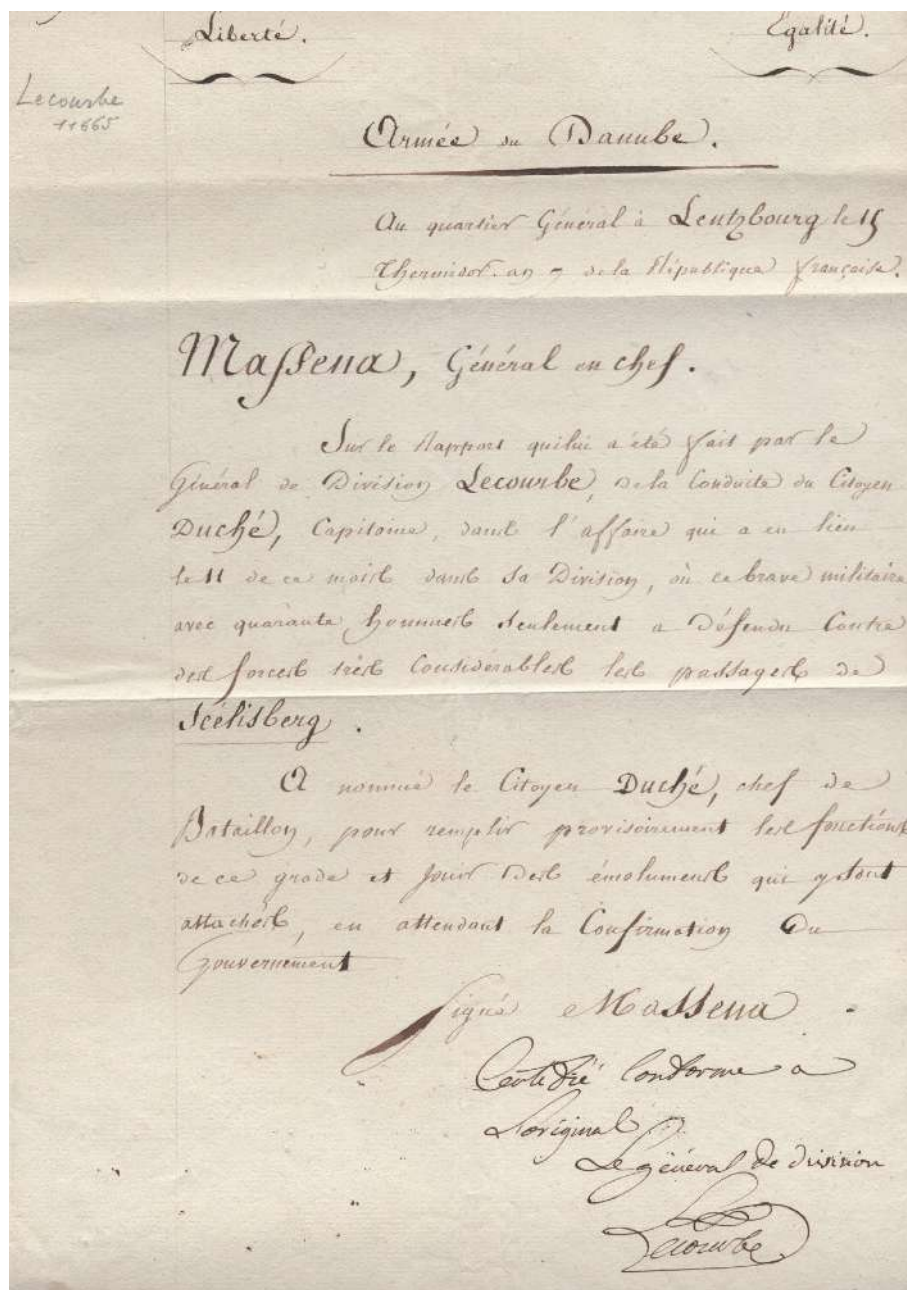 Liberté. Égalité.
Lecourbe
11665
Armée du Danube.
Au quartier Général à Lentzbourg le 15
Thermidor an 7 de la République française.
Massena, Général en chef.
Sur le Rapport qui lui a été fait par le
Général de Division Lecourbe, de la Conduite du Citoyen
Duché, Capitaine, dans l'affaire qui a eu lieu
le 11 de ce mois dans sa Division, où ce brave militaire
avec quarante hommes seulement a défendu Contre
des forces très Considérables les passages de
Scélisberg.
A nommé le Citoyen Duché, chef de
Bataillon, pour remplir provisoirement les fonctions
de ce grade et jouir des émolumens qui y sont
attachés, en attendant la Confirmation Du
Gouvernement
Signé Massena
Certifié Conforme a
Loriginal
Le général De division
Lecourbe